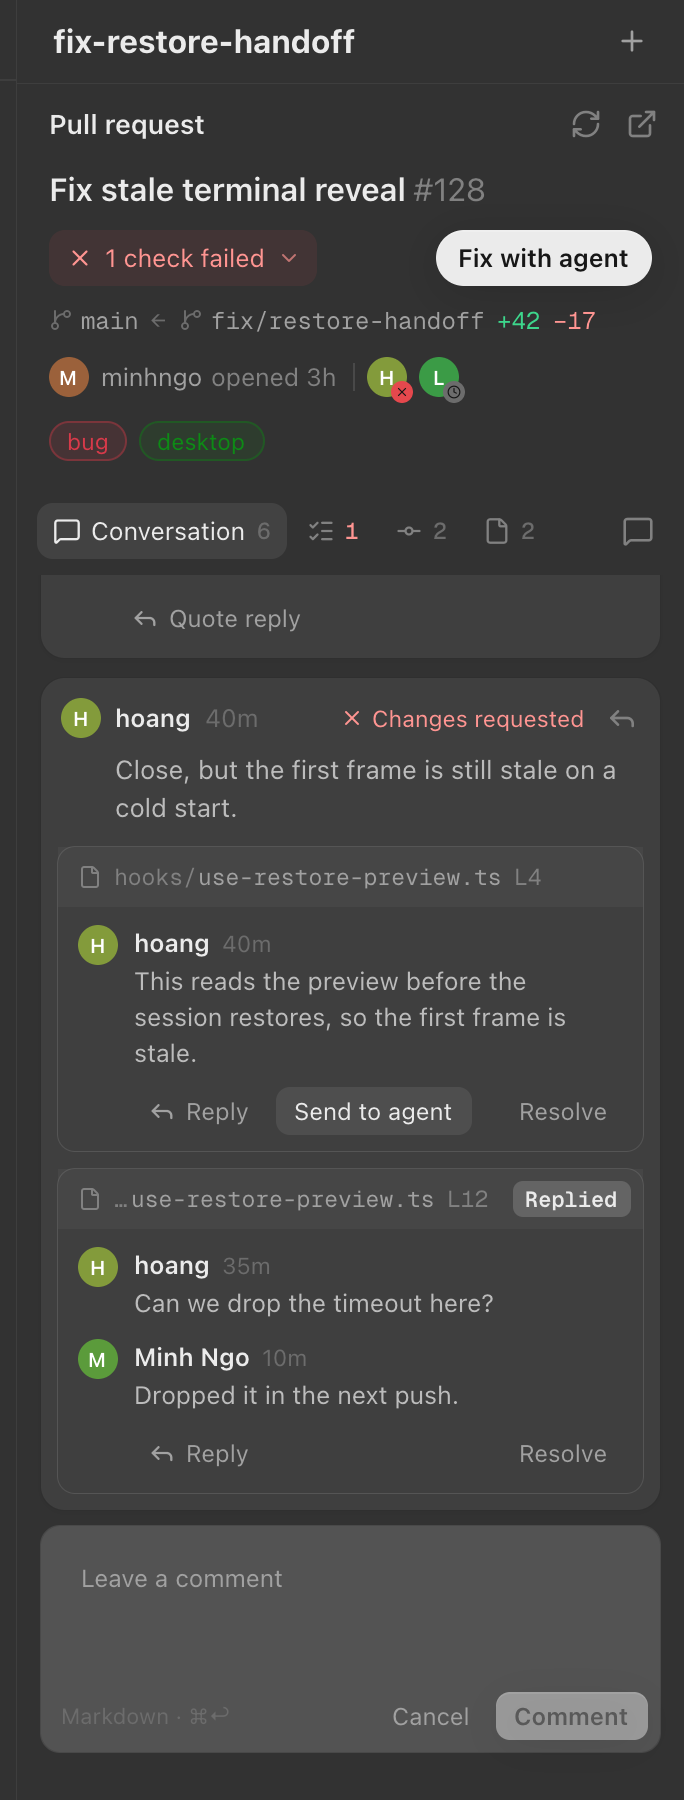 fix-restore-handoff
Pull request
Fix stale terminal reveal #128
1 check failed
Fix with agent
main ← fix/restore-handoff +42 −17
M minhngo opened 3h H L
bug desktop
Conversation 6 1 2 2
Quote reply
H hoang 40m Changes requested
Close, but the first frame is still stale on a
cold start.
hooks/use-restore-preview.ts L4
H hoang 40m
This reads the preview before the
session restores, so the first frame is
stale.
Reply Send to agent Resolve
…use-restore-preview.ts L12 Replied
H hoang 35m
Can we drop the timeout here?
M Minh Ngo 10m
Dropped it in the next push.
Reply Resolve
Leave a comment
Markdown · ⌘↩ Cancel Comment